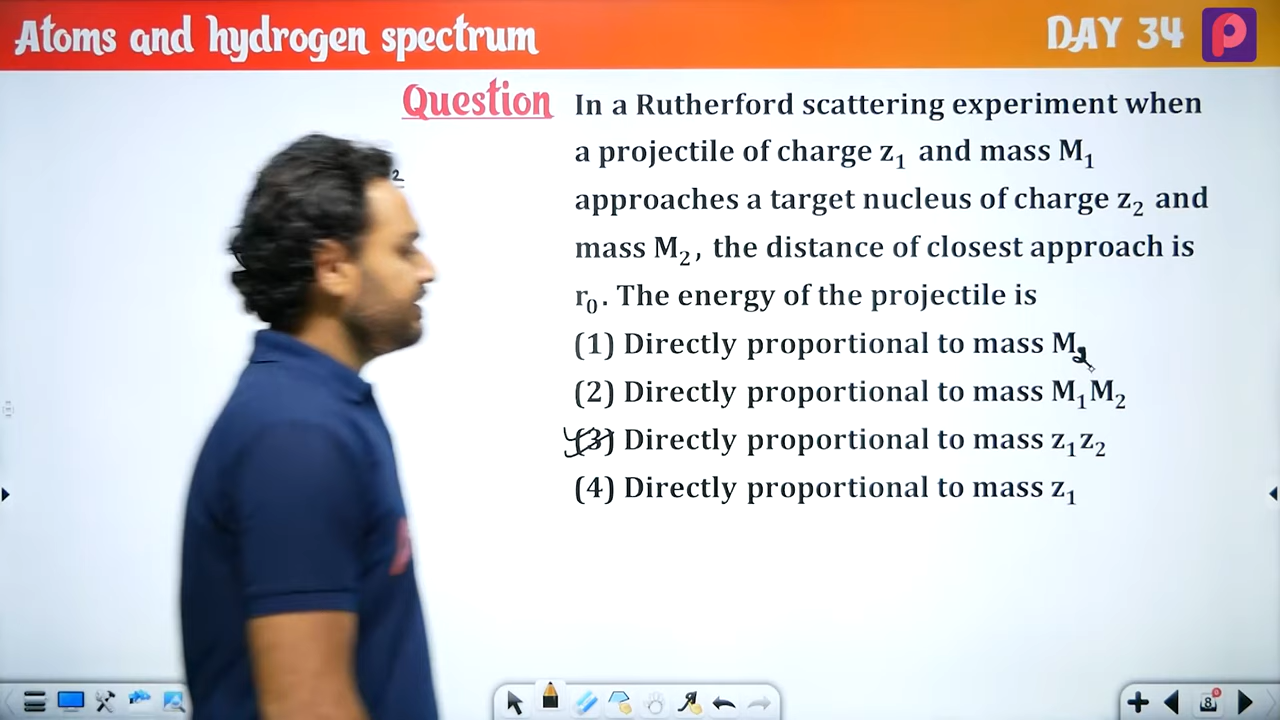 Atoms and hydrogen spectrum
DAY 34
Question
In a Rutherford scattering experiment when
a projectile of charge z₁ and mass M₁
approaches a target nucleus of charge z₂ and
mass M₂, the distance of closest approach is
r₀. The energy of the projectile is
(1) Directly proportional to mass M
(2) Directly proportional to mass M₁M₂
(3) Directly proportional to mass z₁z₂
(4) Directly proportional to mass z₁
2
8